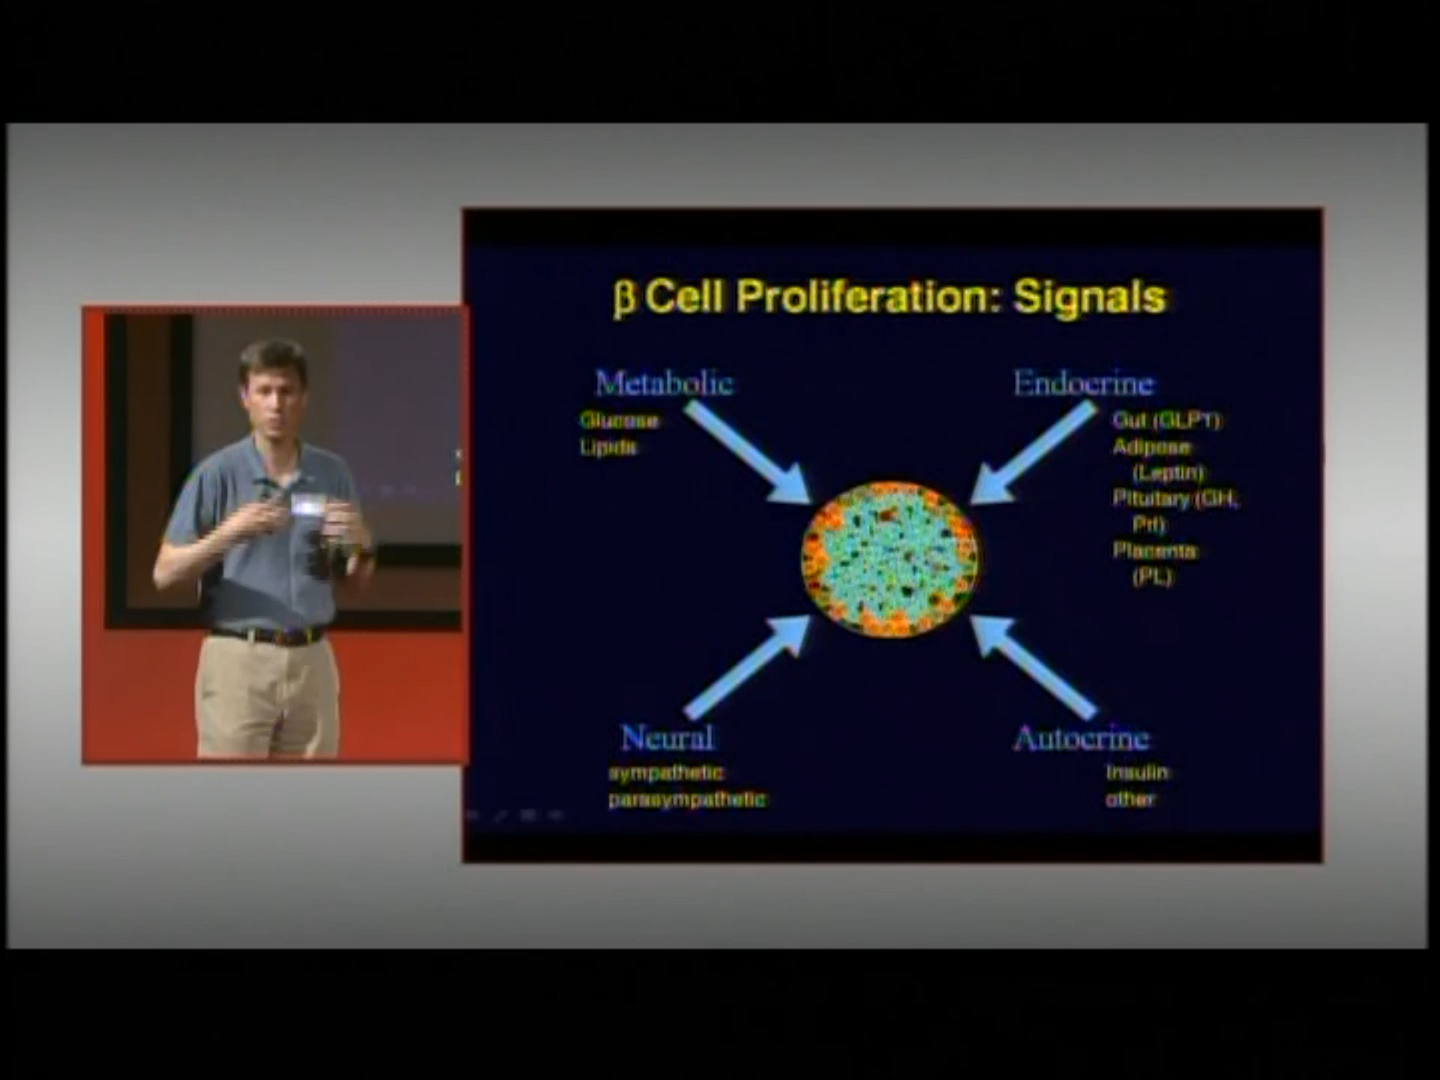 β Cell Proliferation: Signals
Metabolic
Glucose
Lipids
Endocrine
Gut (GLP1)
Adipose
(Leptin)
Pituitary (GH,
Prl)
Placenta
(PL)
Neural
sympathetic
parasympathetic
Autocrine
Insulin
other